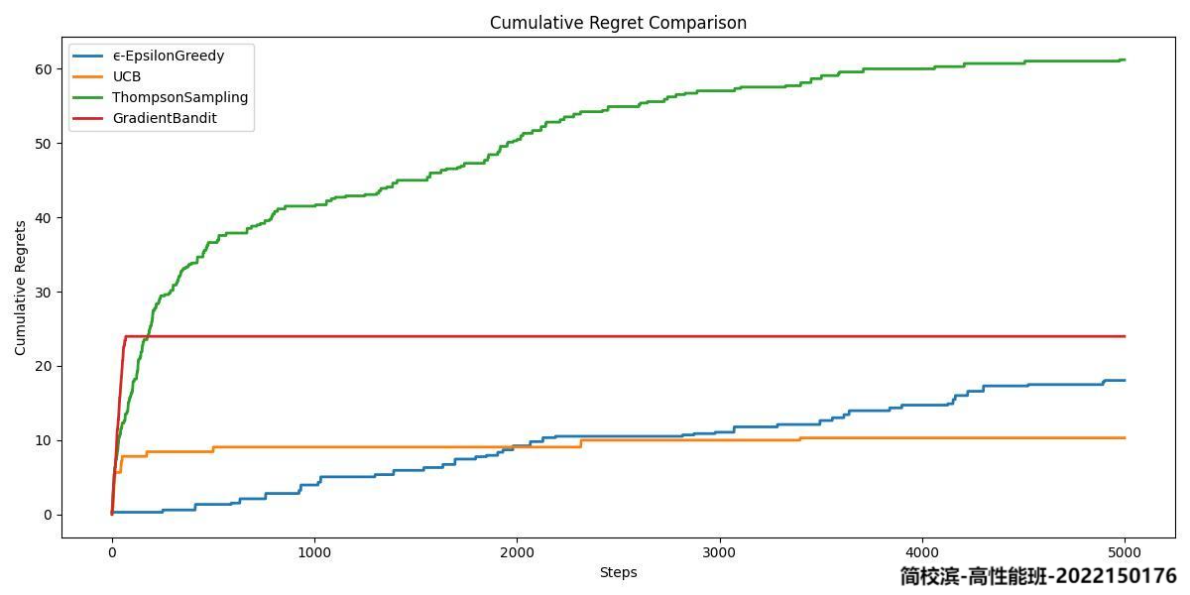 Cumulative Regret Comparison
ϵ-EpsilonGreedy
UCB
ThompsonSampling
GradientBandit
Cumulative Regrets
60
50
40
30
20
10
0
0 1000 2000 3000 4000 5000
Steps
简校滨-高性能班-2022150176